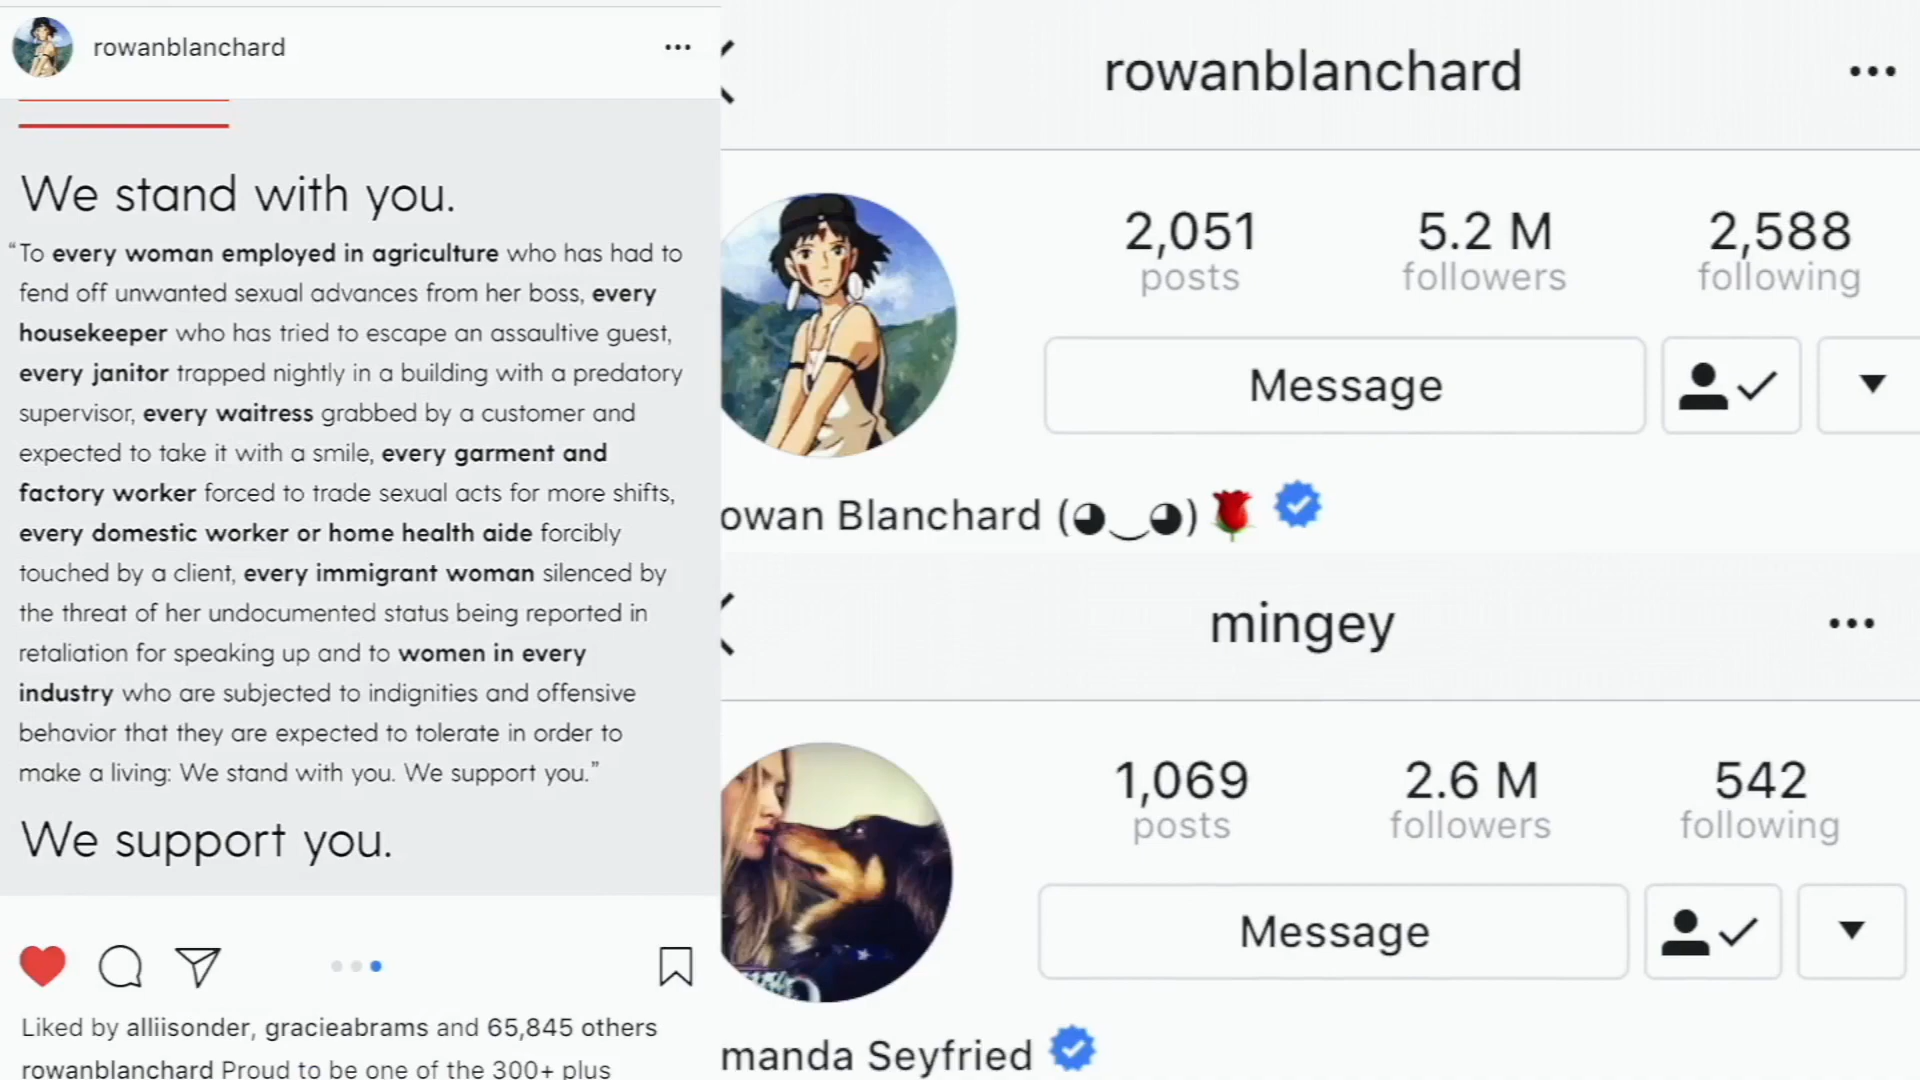 rowanblanchard
We stand with you.
“To every woman employed in agriculture who has had to
fend off unwanted sexual advances from her boss, every
housekeeper who has tried to escape an assaultive guest,
every janitor trapped nightly in a building with a predatory
supervisor, every waitress grabbed by a customer and
expected to take it with a smile, every garment and
factory worker forced to trade sexual acts for more shifts,
every domestic worker or home health aide forcibly
touched by a client, every immigrant woman silenced by
the threat of her undocumented status being reported in
retaliation for speaking up and to women in every
industry who are subjected to indignities and offensive
behavior that they are expected to tolerate in order to
make a living: We stand with you. We support you.”
We support you.
Liked by alliisonder, gracieabrams and 65,845 others
rowanblanchard Proud to be one of the 300+ plus
rowanblanchard
2,051 5.2 M 2,588
posts followers following
Message
owan Blanchard (◕‿◕) 🌹
mingey
1,069 2.6 M 542
posts followers following
Message
manda Seyfried